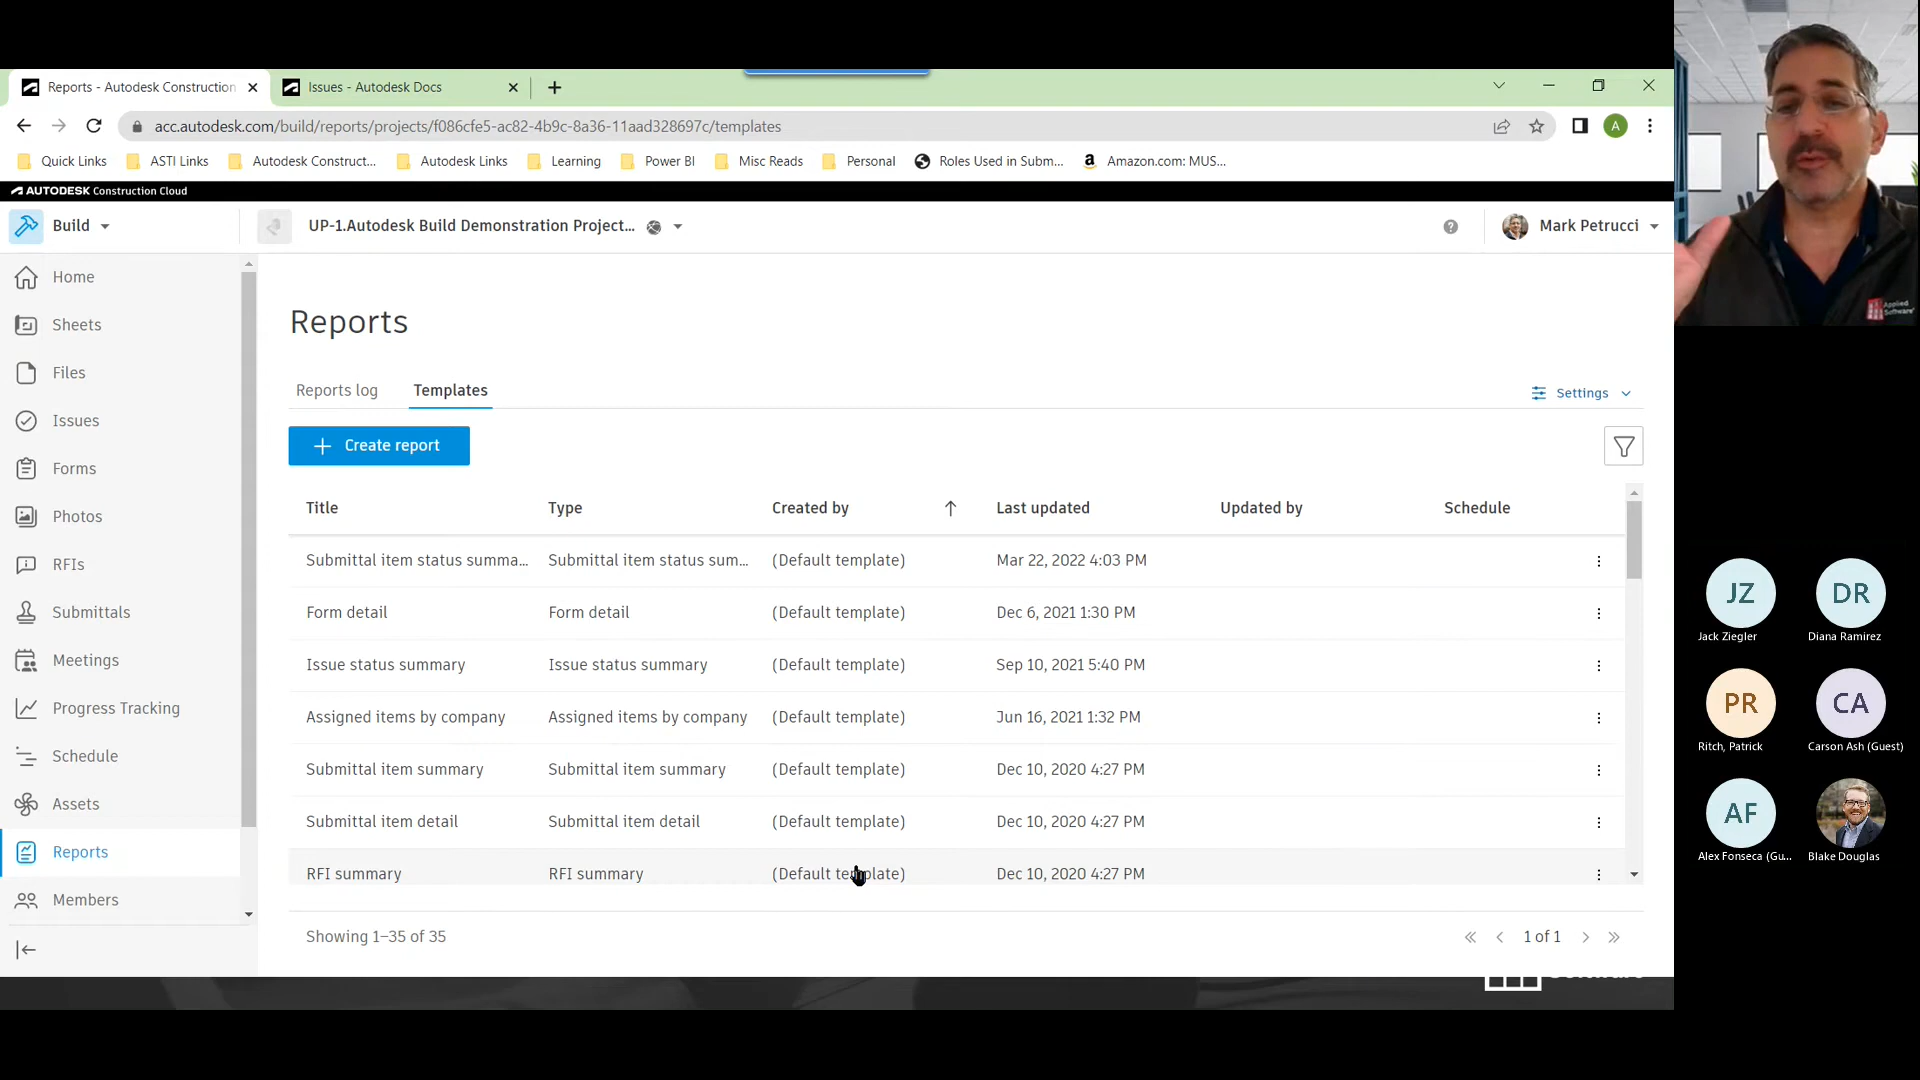 Reports - Autodesk Construction
Issues - Autodesk Docs
acc.autodesk.com/build/reports/projects/f086cfe5-ac82-4b9c-8a36-11aad328697c/templates
A
Quick Links
ASTI Links
Autodesk Construct...
Autodesk Links
Learning
Power BI
Misc Reads
Personal
Roles Used in Subm...
Amazon.com: MUS...
AUTODESK Construction Cloud
Build
UP-1.Autodesk Build Demonstration Project...
Mark Petrucci
Home
Sheets
Files
Issues
Forms
Photos
RFIs
Submittals
Meetings
Progress Tracking
Schedule
Assets
Reports
Members
Reports
Reports log
Templates
Settings
Create report
Title Type Created by Last updated Updated by Schedule
Submittal item status summa... Submittal item status sum... (Default template) Mar 22, 2022 4:03 PM
Form detail Form detail (Default template) Dec 6, 2021 1:30 PM
Issue status summary Issue status summary (Default template) Sep 10, 2021 5:40 PM
Assigned items by company Assigned items by company (Default template) Jun 16, 2021 1:32 PM
Submittal item summary Submittal item summary (Default template) Dec 10, 2020 4:27 PM
Submittal item detail Submittal item detail (Default template) Dec 10, 2020 4:27 PM
RFI summary RFI summary (Default template) Dec 10, 2020 4:27 PM
Showing 1–35 of 35
1 of 1
Applied
Software
JZ
Jack Ziegler
DR
Diana Ramirez
PR
Ritch, Patrick
CA
Carson Ash (Guest)
AF
Alex Fonseca (Gu...
Blake Douglas